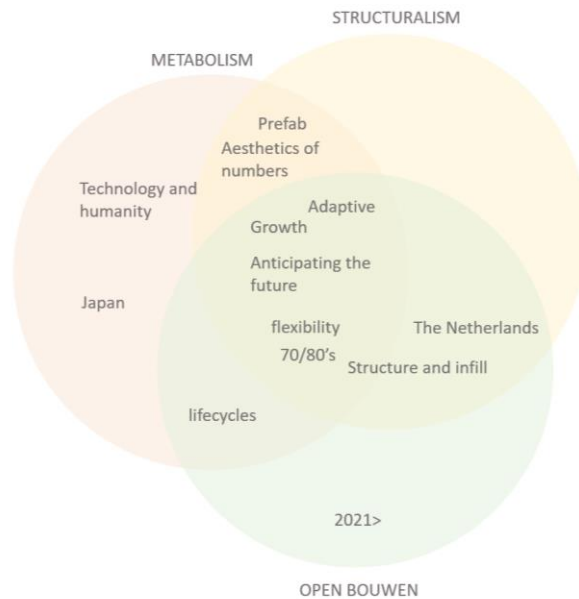 STRUCTURALISM
METABOLISM
Prefab
Aesthetics of
numbers
Technology and
humanity
Adaptive
Growth
Anticipating the
future
Japan
flexibility
The Netherlands
70/80's
Structure and infill
lifecycles
2021>
OPEN BOUWEN